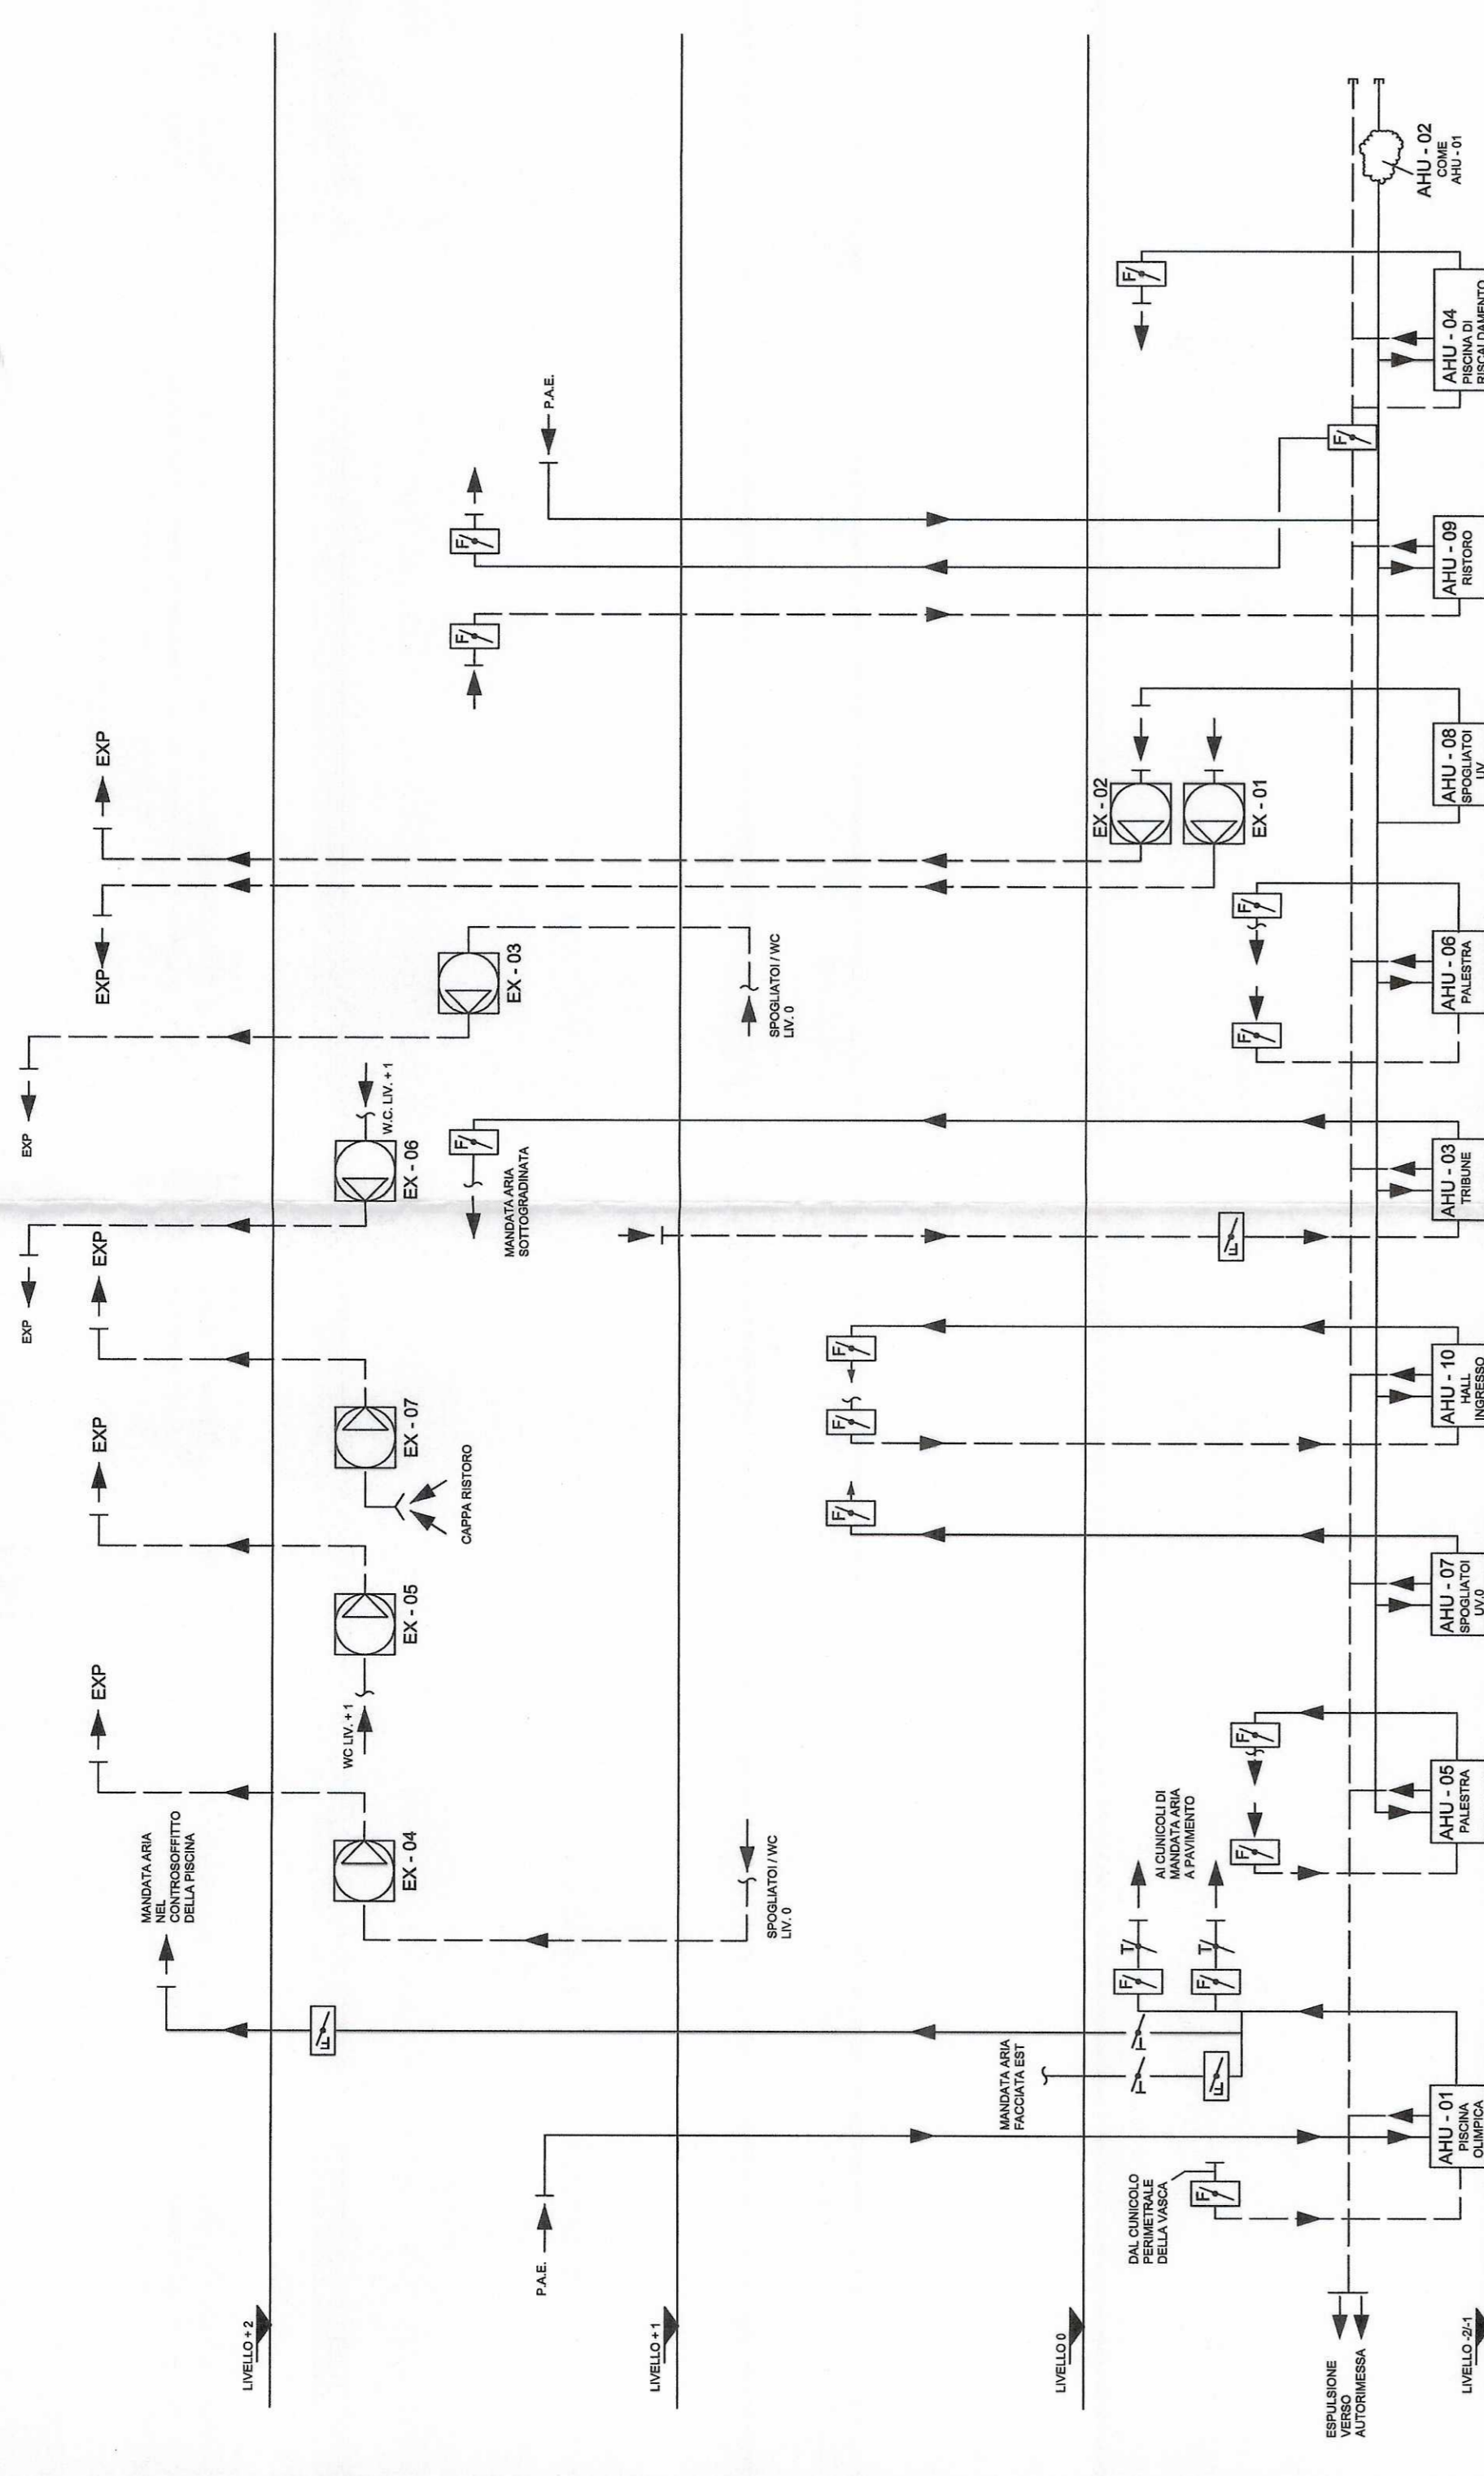 LIVELLO + 2
LIVELLO + 1
LIVELLO 0
LIVELLO -2/-1
ESPULSIONE
VERSO
AUTORIMESSA
P.A.E.
DAL CUNICOLO
PERIMETRALE
DELLA VASCA
F
AHU - 01
PISCINA
OLIMPICA
MANDATA ARIA
FACCIATA EST
T
T
F
F
MANDATA ARIA
NEL
CONTROSOFFITTO
DELLA PISCINA
F
F
T
T
AI CUNICOLI DI
MANDATA ARIA
A PAVIMENTO
EXP
EX - 04
SPOGLIATOI / WC
LIV. 0
F
F
AHU - 05
PALESTRA
WC LIV. + 1
EX - 05
EXP
F
AHU - 07
SPOGLIATOI
UV.0
CAPPA RISTORO
EX - 07
EXP
F
F
AHU - 10
HALL
INGRESSO
EXP
EX - 06
W.C. LIV. + 1
F
MANDATA ARIA
SOTTOGRADINATA
F
AHU - 03
TRIBUNE
EXP
EX - 03
SPOGLIATOI / WC
LIV. 0
F
F
AHU - 06
PALESTRA
EXP
EXP
EX - 02
EX - 01
AHU - 08
SPOGLIATOI
F
F
P.A.E.
AHU - 09
RISTORO
F
F
AHU - 04
PISCINA DI
RISCALDAMENTO
AHU - 02
COME
AHU - 01